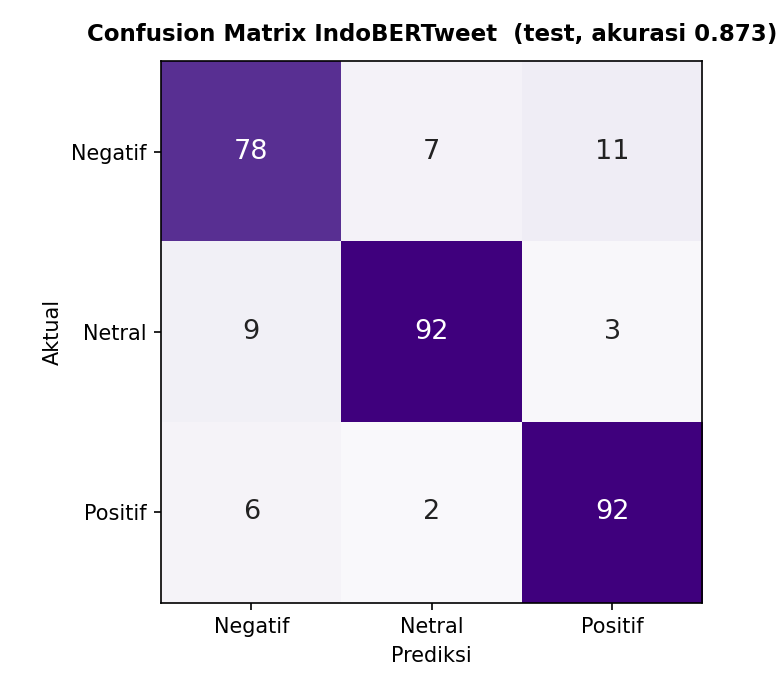 Confusion Matrix IndoBERTweet (test, akurasi 0.873)
Negatif 78 7 11
Aktual
Netral 9 92 3
Positif 6 2 92
Negatif Netral Positif
Prediksi